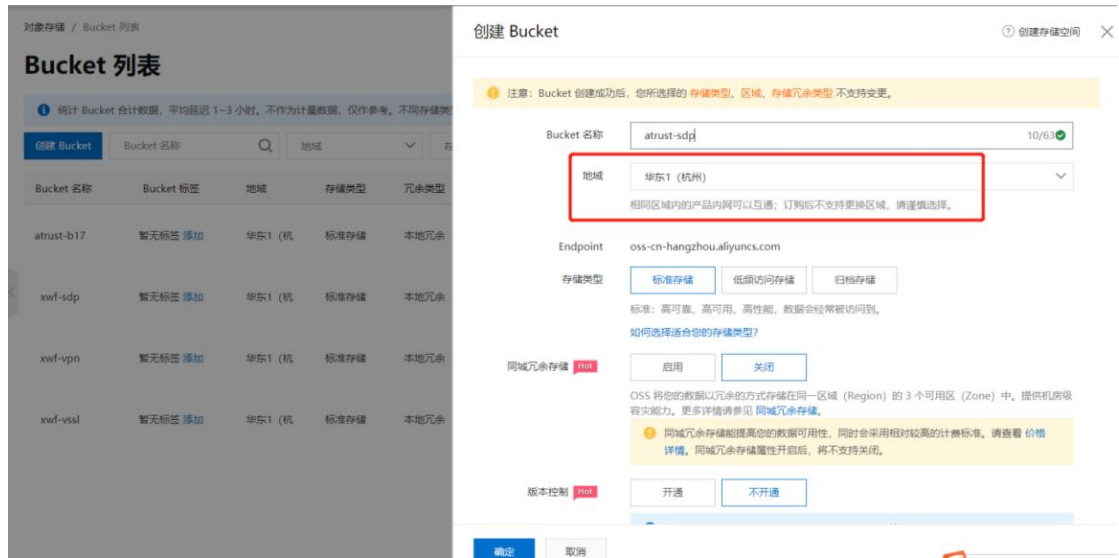 对象存储 / Bucket 列表
Bucket 列表
统计 Bucket 合计数据，平均延迟 1~3 小时。不作为计量数据，仅作参考。不同存储类
创建 Bucket
Bucket 名称
地域
存
Bucket 名称 Bucket 标签 地域 存储类型 冗余类型
atrust-b17 暂无标签 添加 华东1 (杭 标准存储 本地冗余
xwf-sdp 暂无标签 添加 华东1 (杭 标准存储 本地冗余
xwf-vpn 暂无标签 添加 华东1 (杭 标准存储 本地冗余
xwf-vssl 暂无标签 添加 华东1 (杭 标准存储 本地冗余
创建 Bucket
创建存储空间
注意：Bucket 创建成功后，您所选择的 存储类型、区域、存储冗余类型 不支持变更。
Bucket 名称 atrust-sdp 10/63
地域 华东1（杭州）
相同区域内的产品内网可以互通；订购后不支持更换区域，请谨慎选择。
Endpoint oss-cn-hangzhou.aliyuncs.com
存储类型 标准存储 低频访问存储 归档存储
标准：高可靠、高可用、高性能，数据会经常被访问到。
如何选择适合您的存储类型?
同城冗余存储 Hot 启用 关闭
OSS 将您的数据以冗余的方式存储在同一区域（Region）的 3 个可用区（Zone）中。提供机房级
容灾能力。更多详情请参见 同城冗余存储。
同城冗余存储能提高您的数据可用性，同时会采用相对较高的计费标准。请查看 价格
详情。同城冗余存储属性开启后，将不支持关闭。
版本控制 Hot 开通 不开通
确定 取消